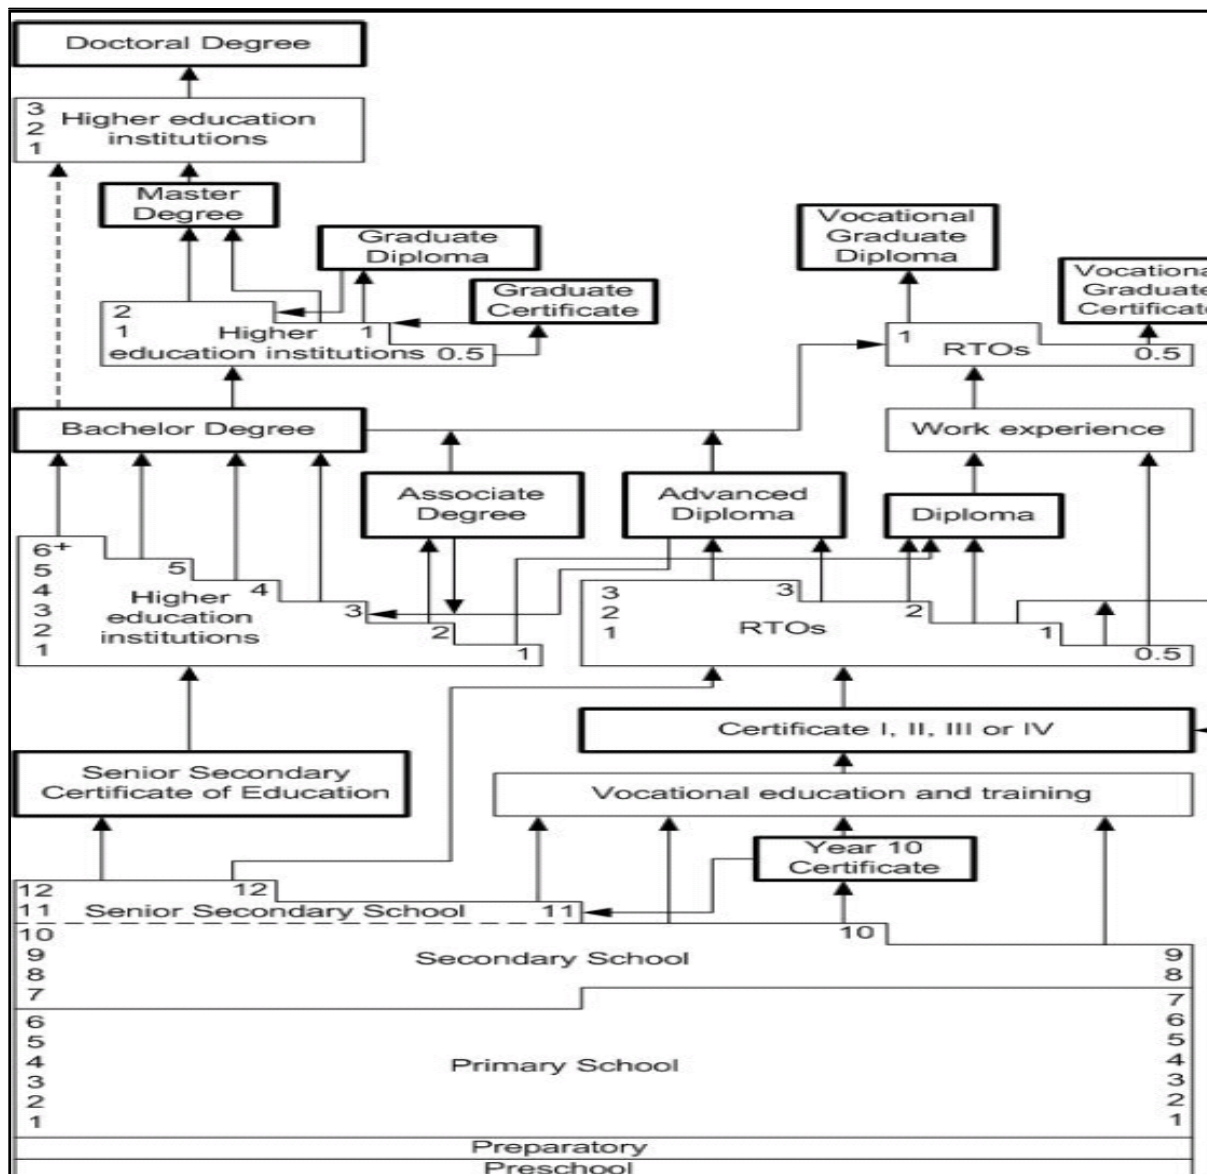 Doctoral Degree
3
2
1
Higher education
institutions
Master
Degree
Graduate
Diploma
Vocational
Graduate
Diploma
Graduate
Certificate
Vocationa
Graduate
Certificate
2
1
Higher
education institutions
1
0.5
1
RTOs
0.5
Bachelor Degree
Work experience
Associate
Degree
Advanced
Diploma
Diploma
6+
5
4
3
2
1
5
4
3
2
1
Higher
education
institutions
3
2
1
3
2
1
0.5
RTOs
Certificate I, II, III or IV
Senior Secondary
Certificate of Education
Vocational education and training
Year 10
Certificate
12
11
12
Senior Secondary School
11
10
9
8
7
10
Secondary School
9
8
6
5
4
3
2
1
Primary School
7
6
5
4
3
2
1
Preparatory
Preschool